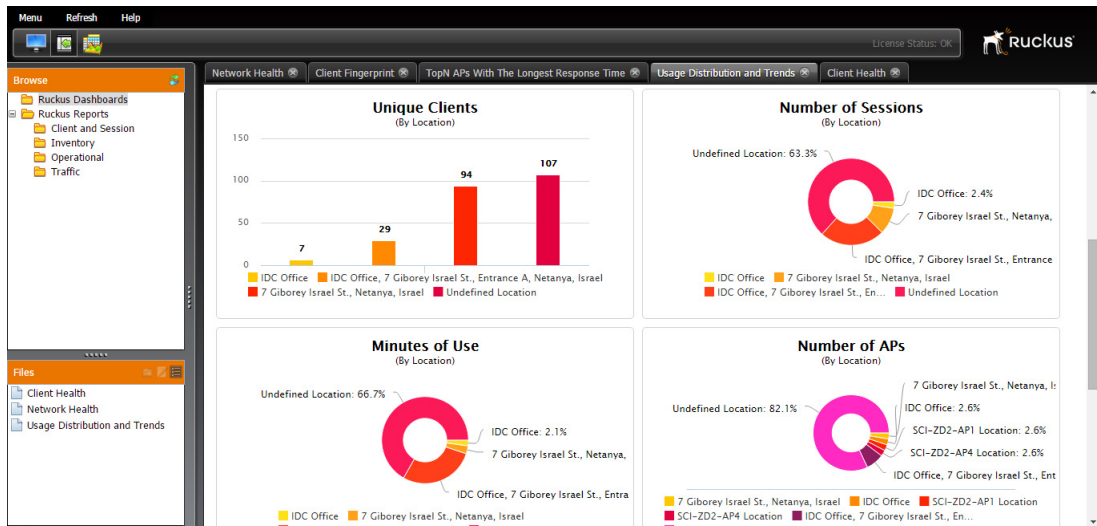 Menu Refresh Help
License Status: OK
Ruckus
Browse
Ruckus Dashboards
Ruckus Reports
Client and Session
Inventory
Operational
Traffic
Files
Client Health
Network Health
Usage Distribution and Trends
Network Health
Client Fingerprint
TopN APs With The Longest Response Time
Usage Distribution and Trends
Client Health
Unique Clients
(By Location)
150
100
50
0
7
29
94
107
IDC Office
IDC Office, 7 Giborey Israel St., Entrance A, Netanya, Israel
7 Giborey Israel St., Netanya, Israel
Undefined Location
Number of Sessions
(By Location)
Undefined Location: 63.3%
IDC Office: 2.4%
7 Giborey Israel St., Netanya,
IDC Office, 7 Giborey Israel St., Entrance
IDC Office
7 Giborey Israel St., Netanya, Israel
IDC Office, 7 Giborey Israel St., En...
Undefined Location
Minutes of Use
(By Location)
Undefined Location: 66.7%
IDC Office: 2.1%
7 Giborey Israel St., Netanya,
IDC Office, 7 Giborey Israel St., Entra
IDC Office
7 Giborey Israel St., Netanya, Israel
Number of APs
(By Location)
Undefined Location: 82.1%
7 Giborey Israel St., Netanya, I
IDC Office: 2.6%
SCI-ZD2-AP1 Location: 2.6%
SCI-ZD2-AP4 Location: 2.6%
IDC Office, 7 Giborey Israel St., Ent
7 Giborey Israel St., Netanya, Israel
IDC Office
SCI-ZD2-AP1 Location
SCI-ZD2-AP4 Location
IDC Office, 7 Giborey Israel St., En...